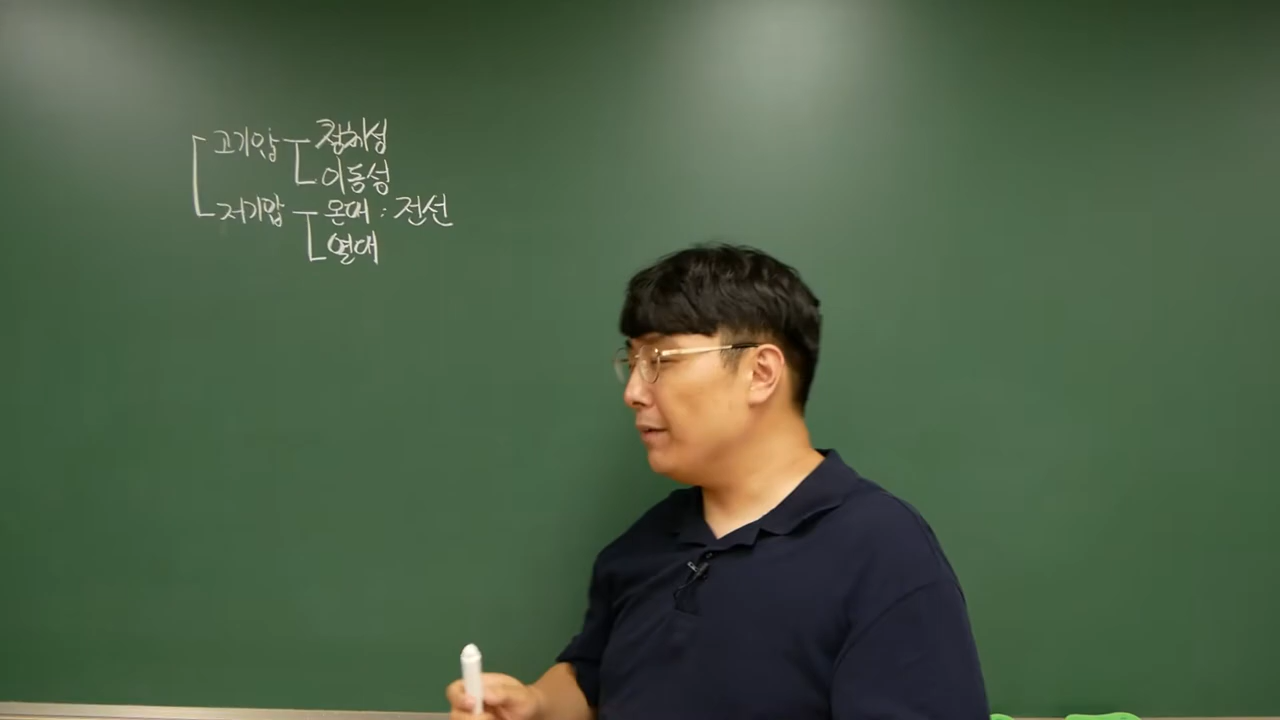 고기압 정체성
이동성
저기압 온대 : 전선
열대